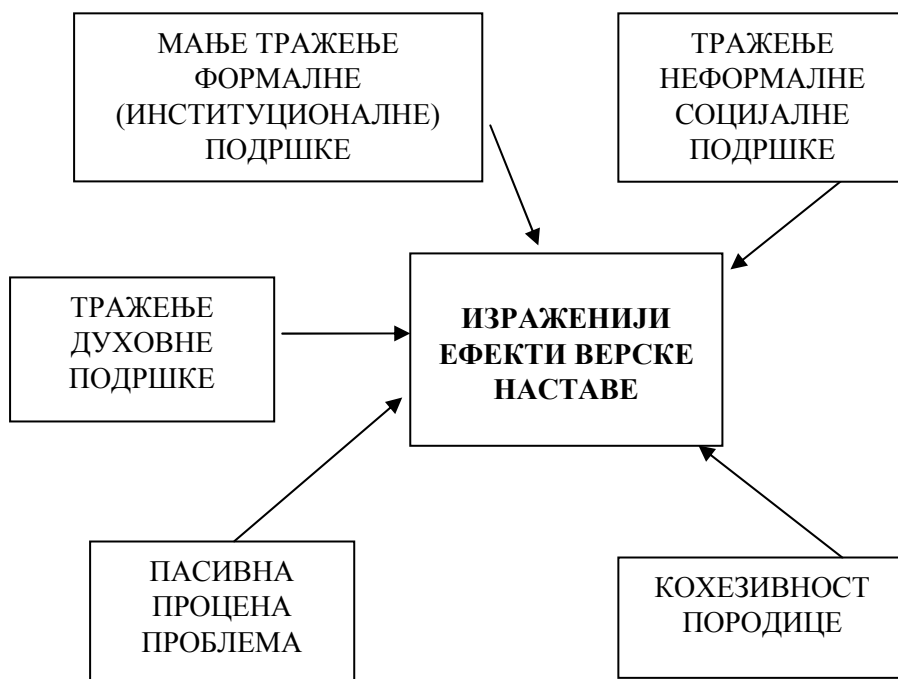 МАЊЕ ТРАЖЕЊЕ
ФОРМАЛНЕ
(ИНСТИТУЦИОНАЛНЕ)
ПОДРШКЕ
ТРАЖЕЊЕ
НЕФОРМАЛНЕ
СОЦИЈАЛНЕ
ПОДРШКЕ
ТРАЖЕЊЕ
ДУХОВНЕ
ПОДРШКЕ
ИЗРАЖЕНИЈИ
ЕФЕКТИ ВЕРСКЕ
НАСТАВЕ
ПАСИВНА
ПРОЦЕНА
ПРОБЛЕМА
КОХЕЗИВНОСТ
ПОРОДИЦЕ